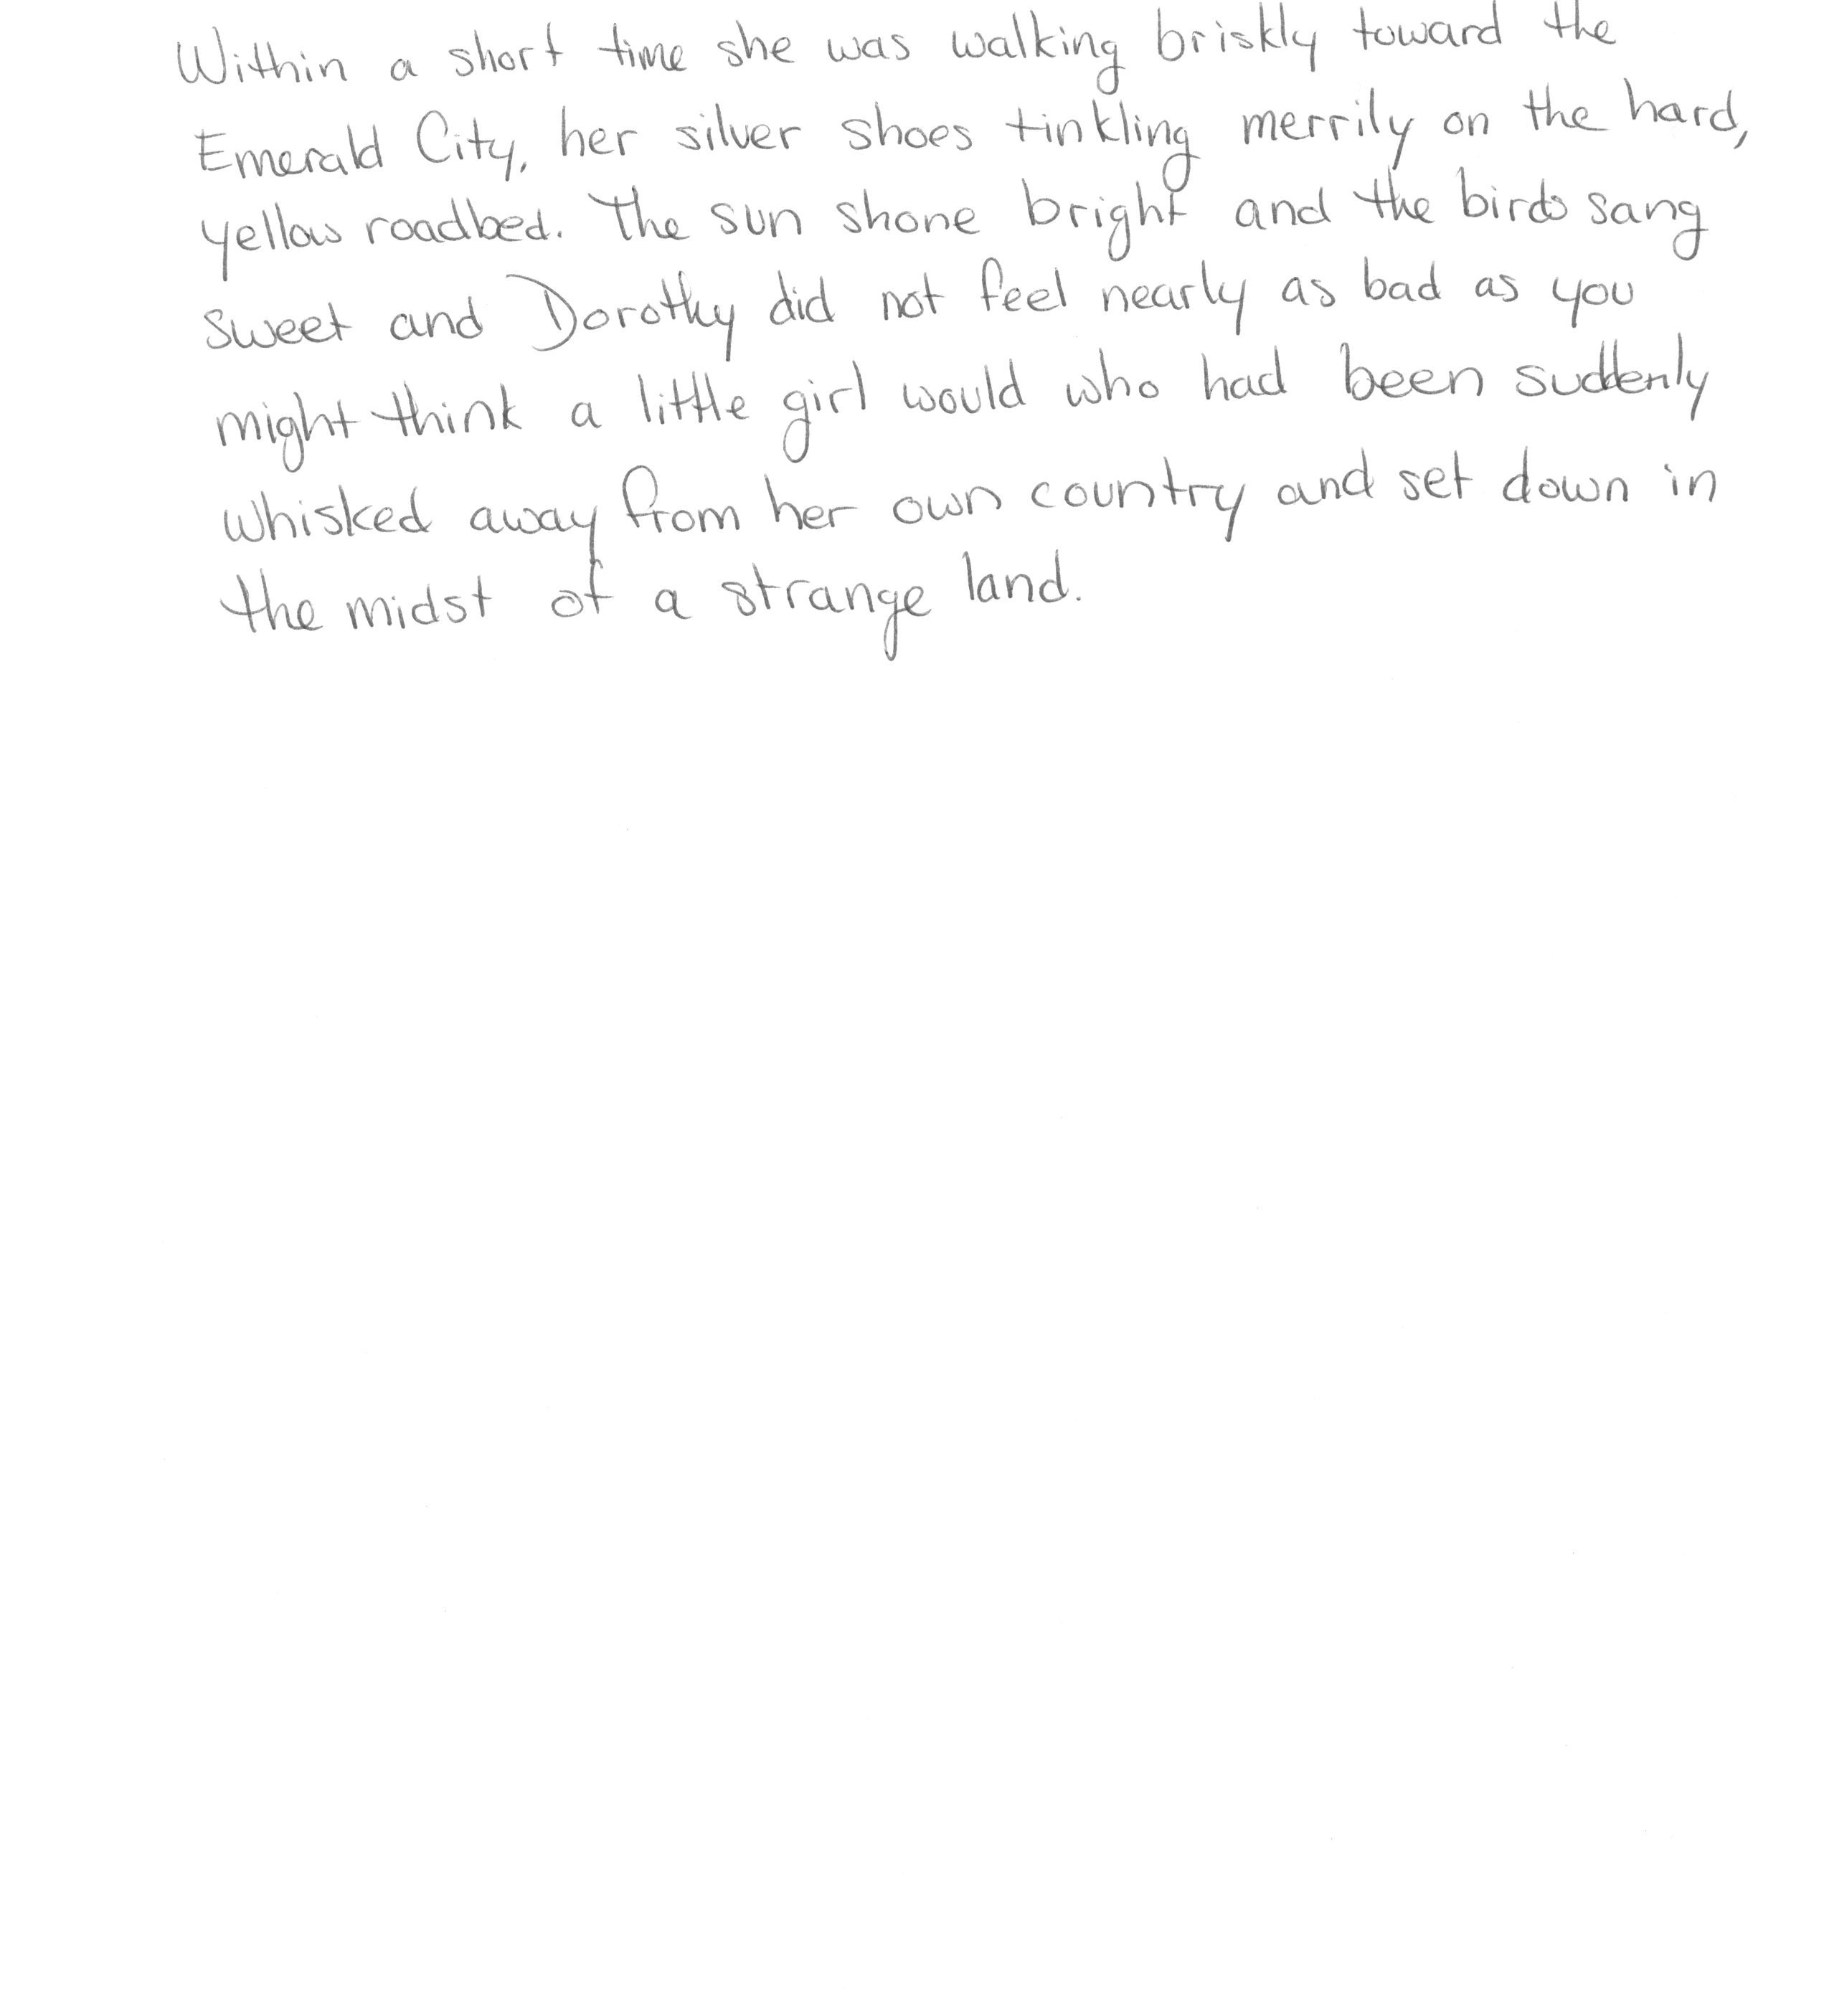 Within a short time she was walking briskly toward the
Emerald City, her silver shoes tinkling merrily on the hard,
yellow roadbed. The sun shone bright and the birds sang
sweet and Dorothy did not feel nearly as bad as you
might think a little girl would who had been suddenly
whisked away from her own country and set down in
the midst of a strange land.